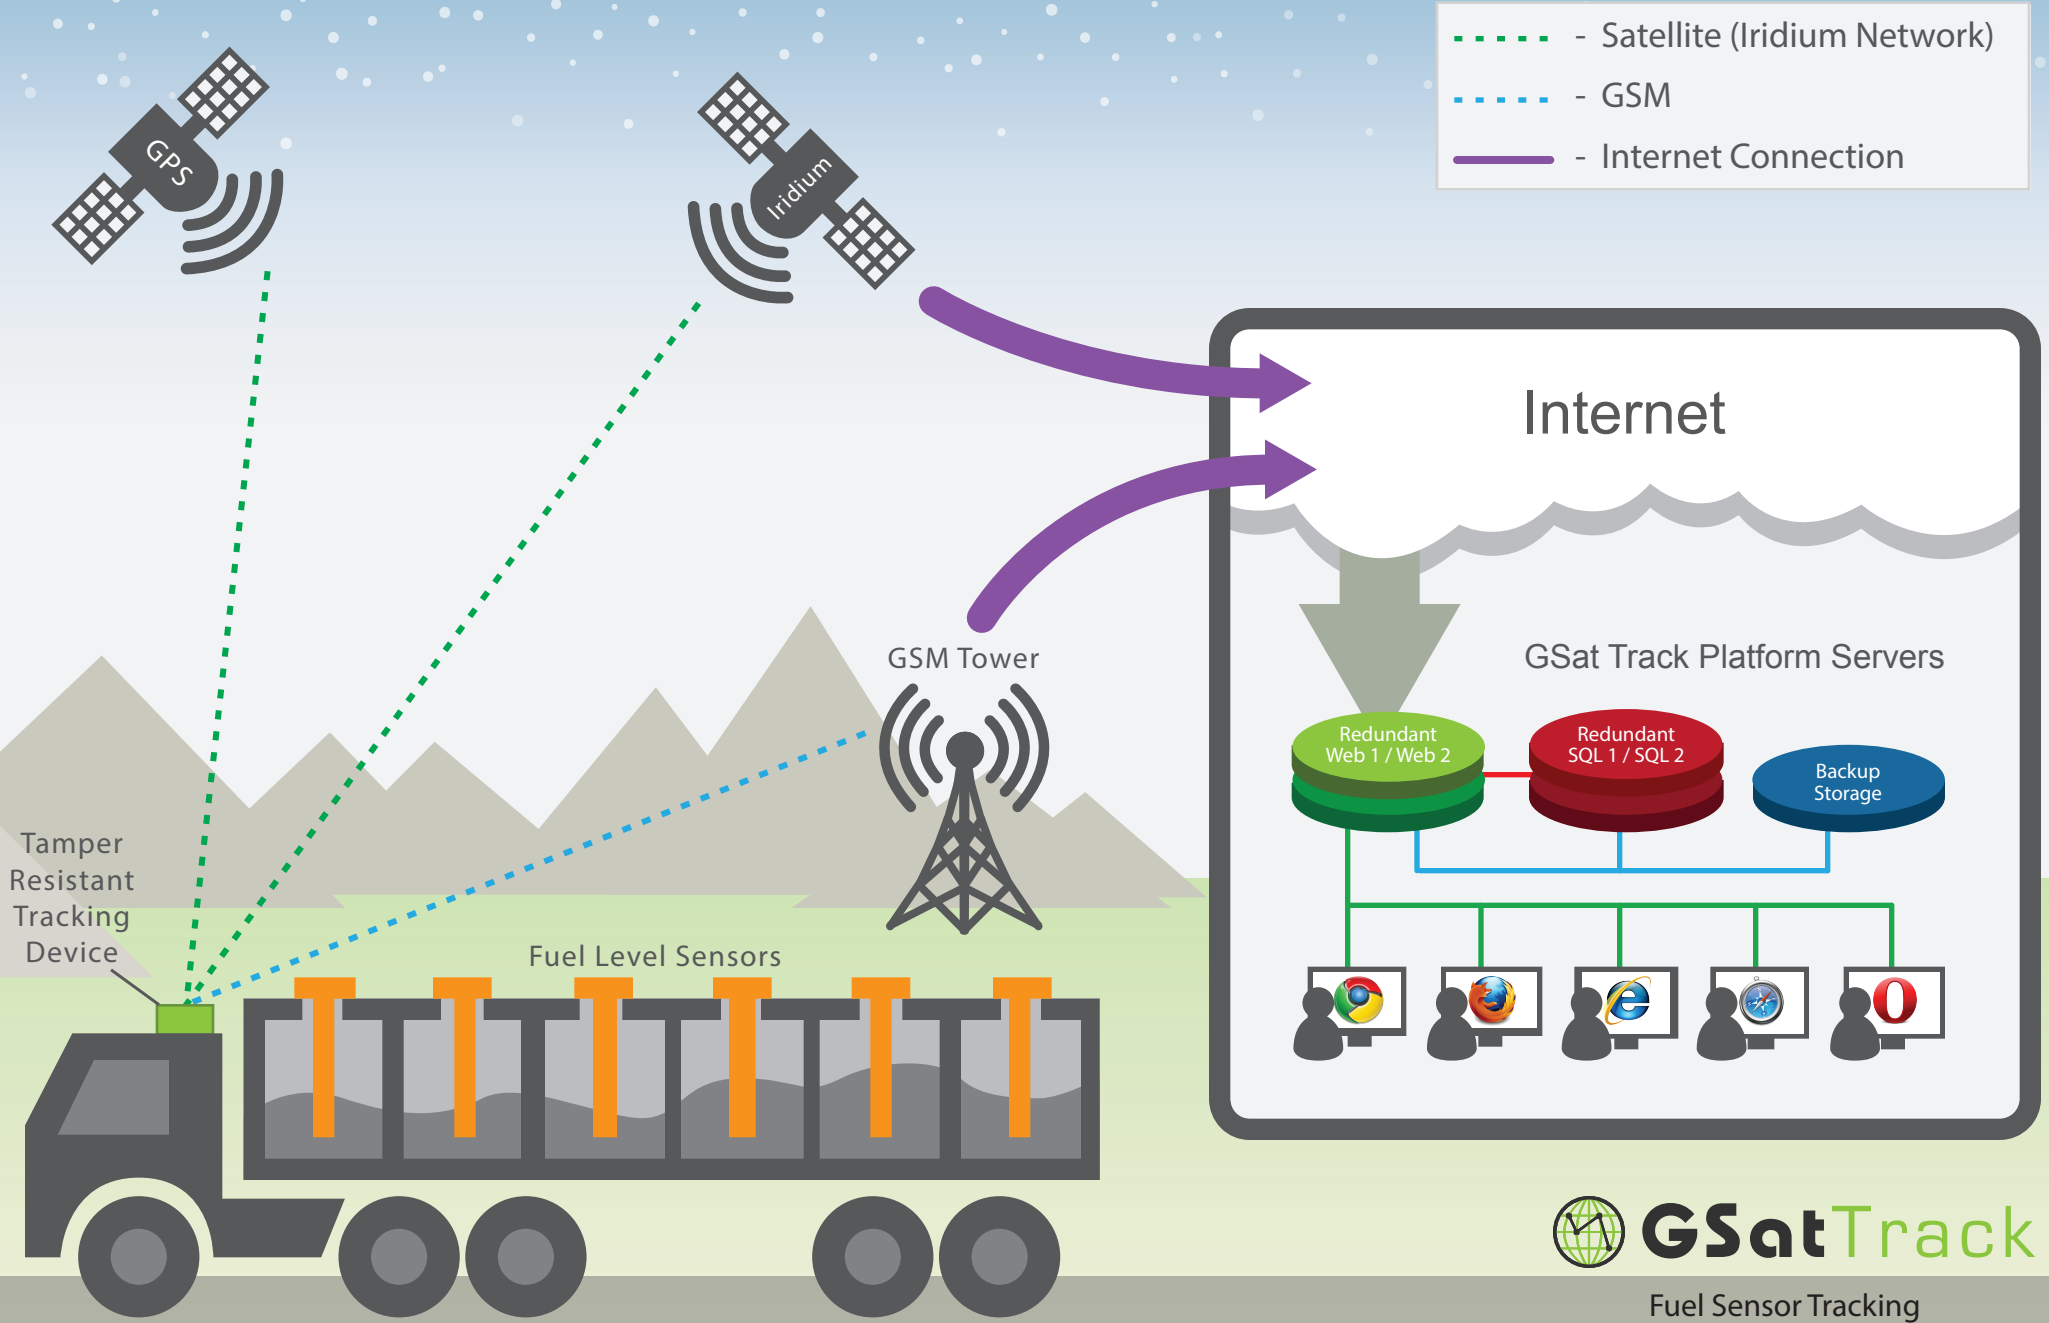 - Satellite (Iridium Network)
- GSM
- Internet Connection
GPS
Iridium
Internet
GSM Tower
GSat Track Platform Servers
Redundant
Web 1 / Web 2
Redundant
SQL 1 / SQL 2
Backup
Storage
Tamper
Resistant
Tracking
Device
Fuel Level Sensors
GSatTrack
Fuel Sensor Tracking